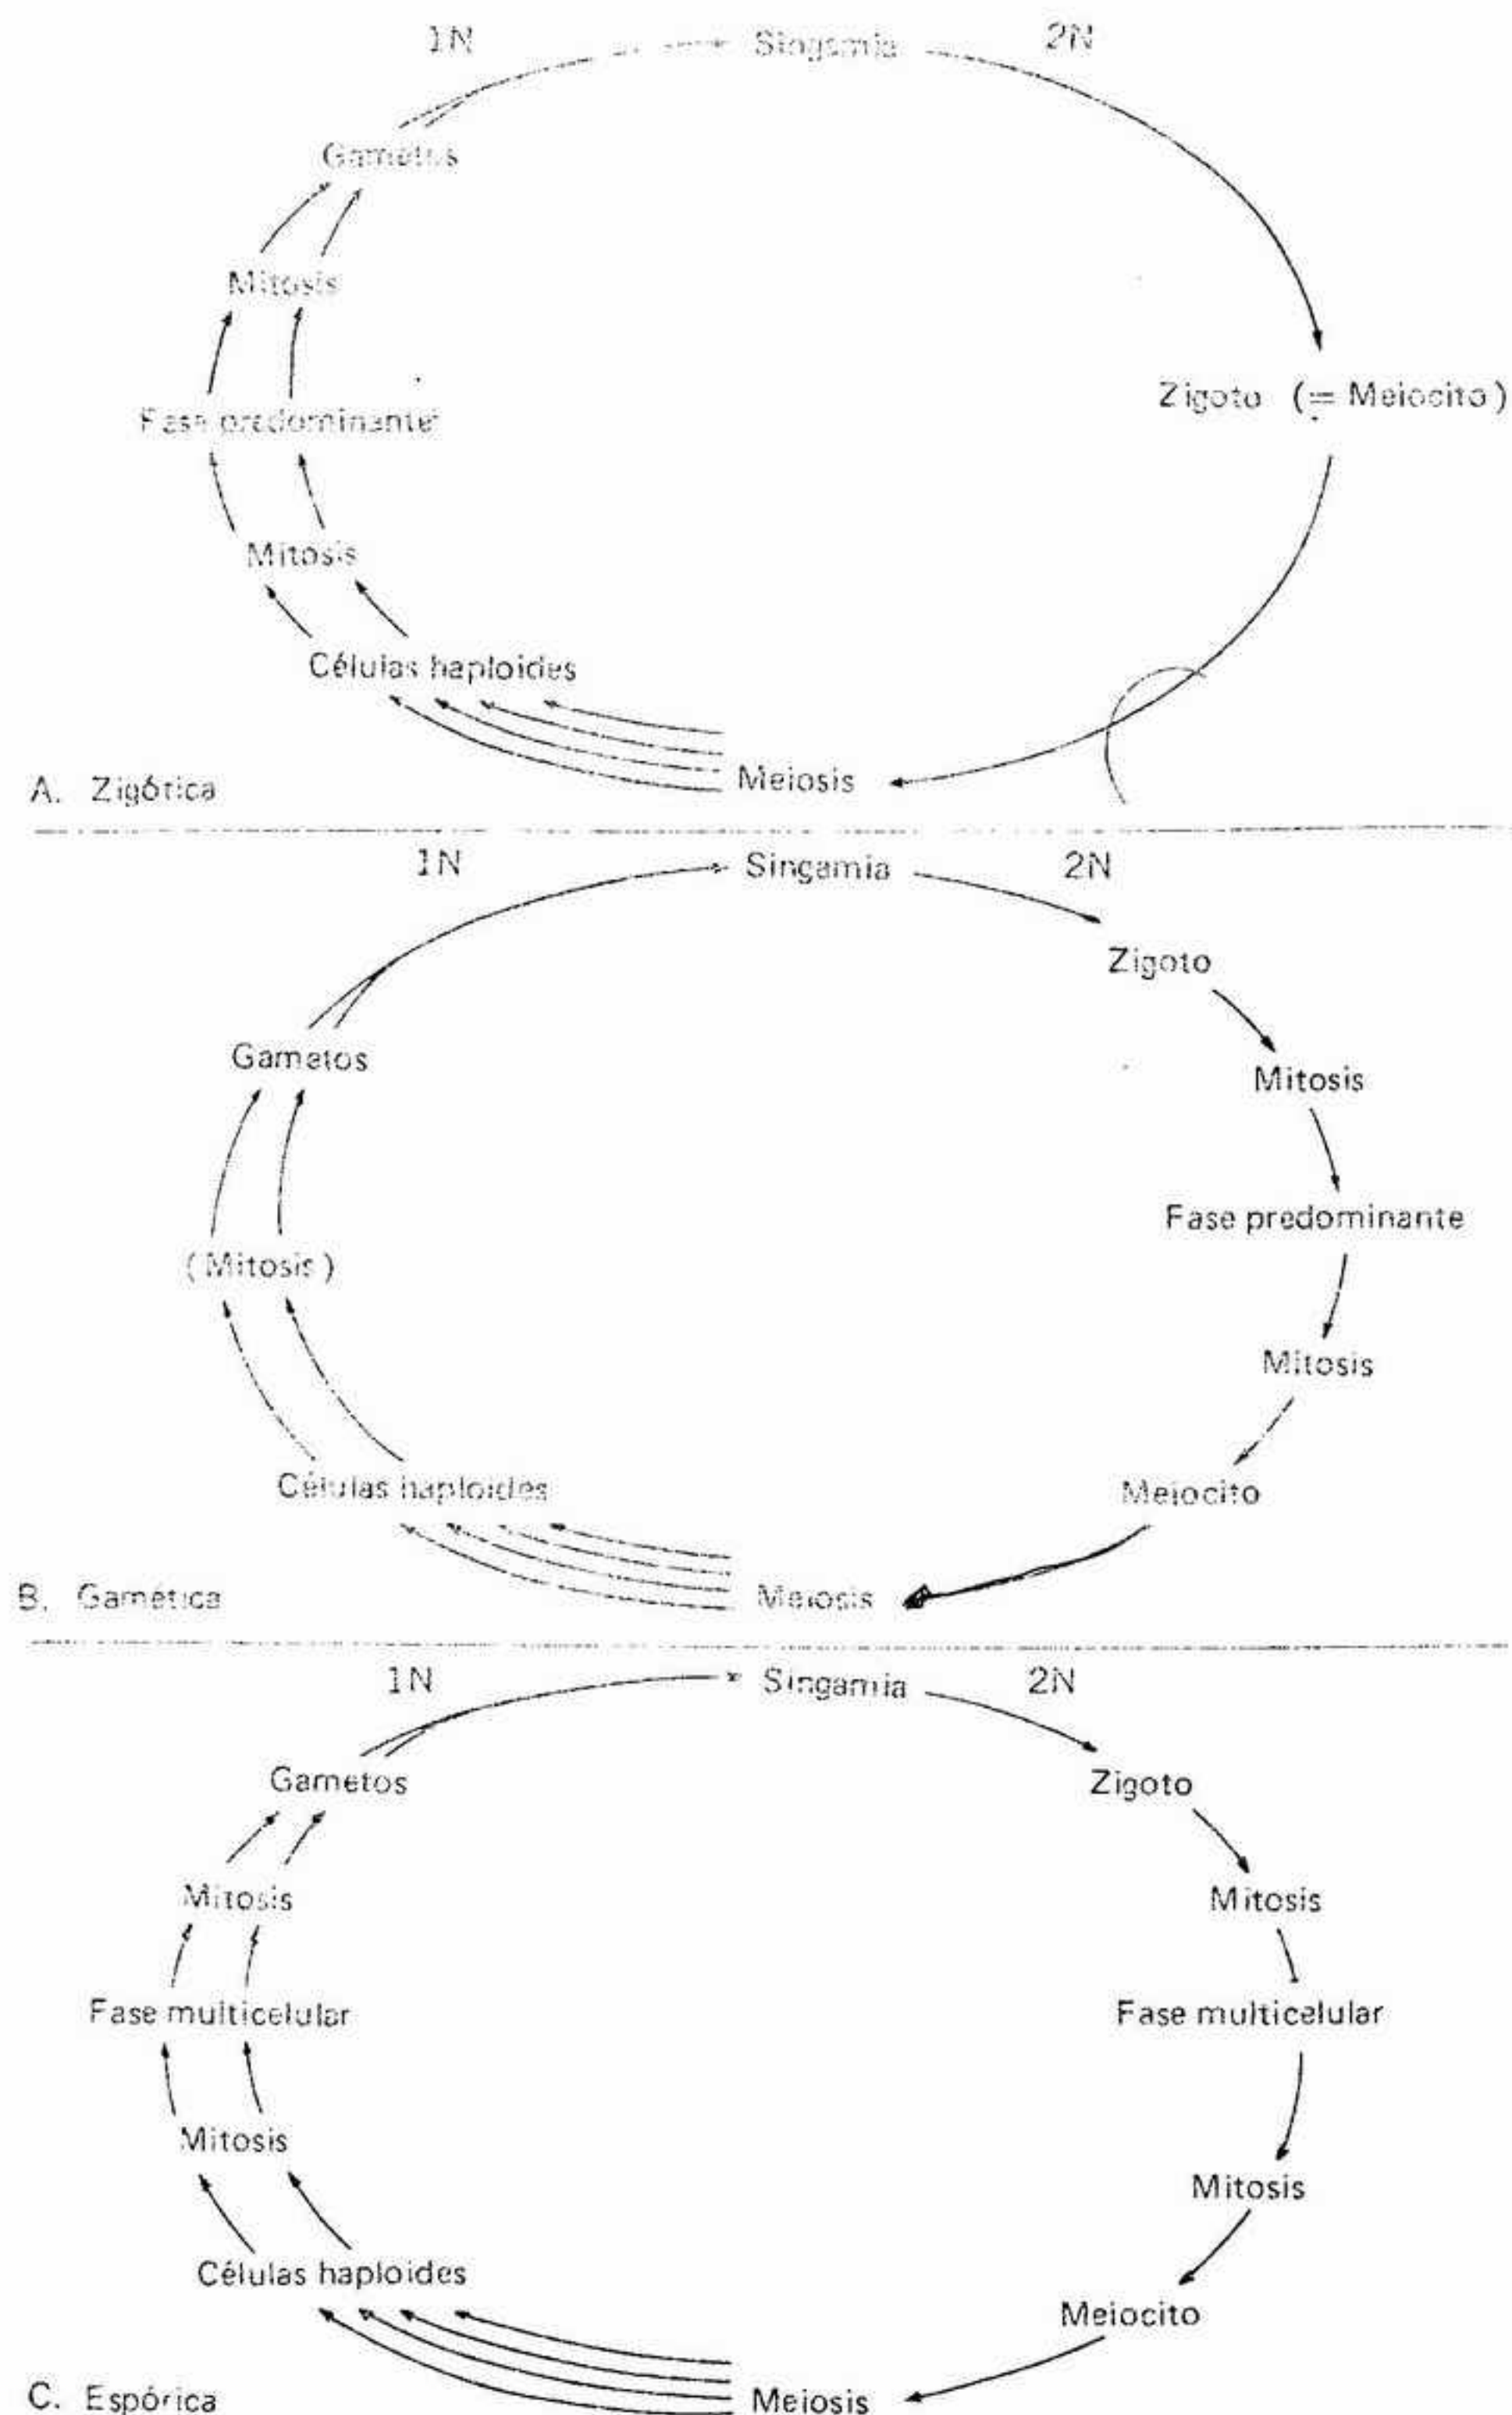 1N Singamia 2N
Gametos
Mitosis
Zigoto (= Meiocito)
Fase predominante
Mitosis
Células haploides
Meiosis
A. Zigótica
1N Singamia 2N
Zigoto
Gametos
Mitosis
Fase predominante
(Mitosis)
Mitosis
Células haploides
Meiocito
B. Gamética
Meiosis
1N Singamia 2N
Gametos
Zigoto
Mitosis
Mitosis
Fase multicelular
Fase multicelular
Mitosis
Mitosis
Células haploides
Meiocito
C. Espórica
Meiosis